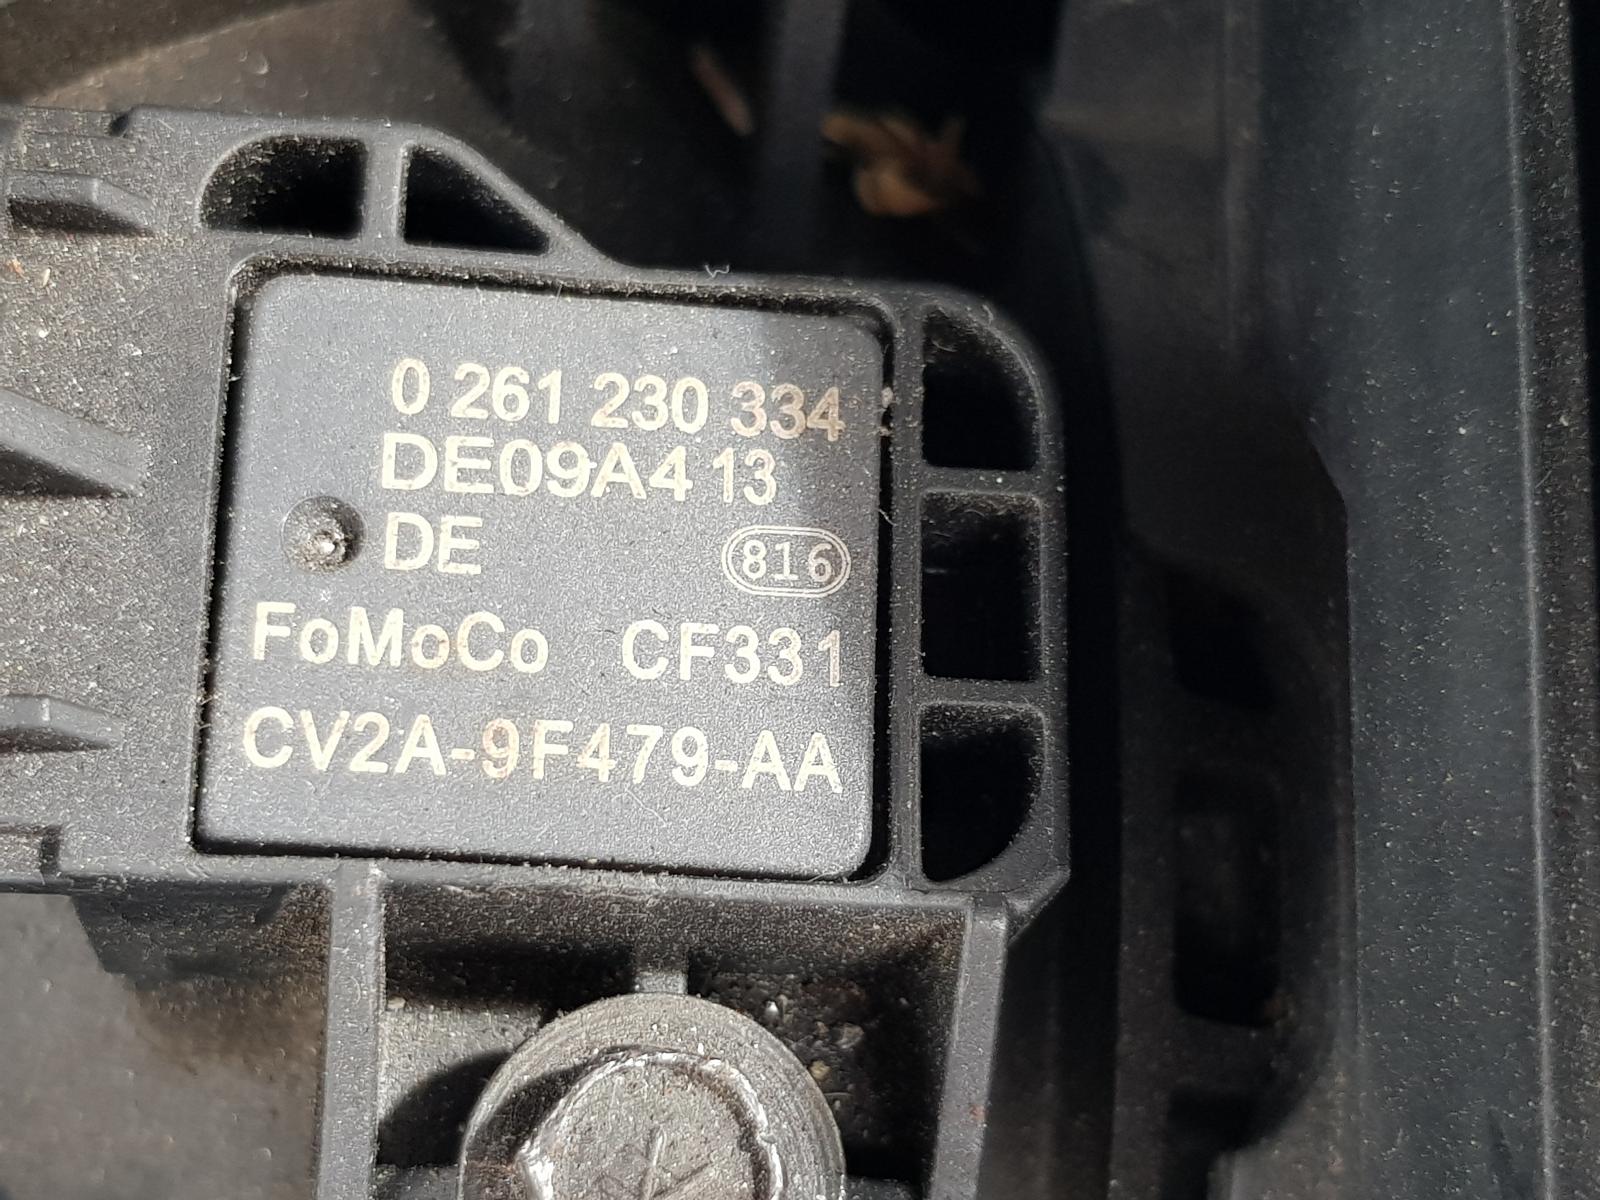 0 261 230 334
DE09A4 13
DE 816
FoMoCo CF331
CV2A-9F479-AA